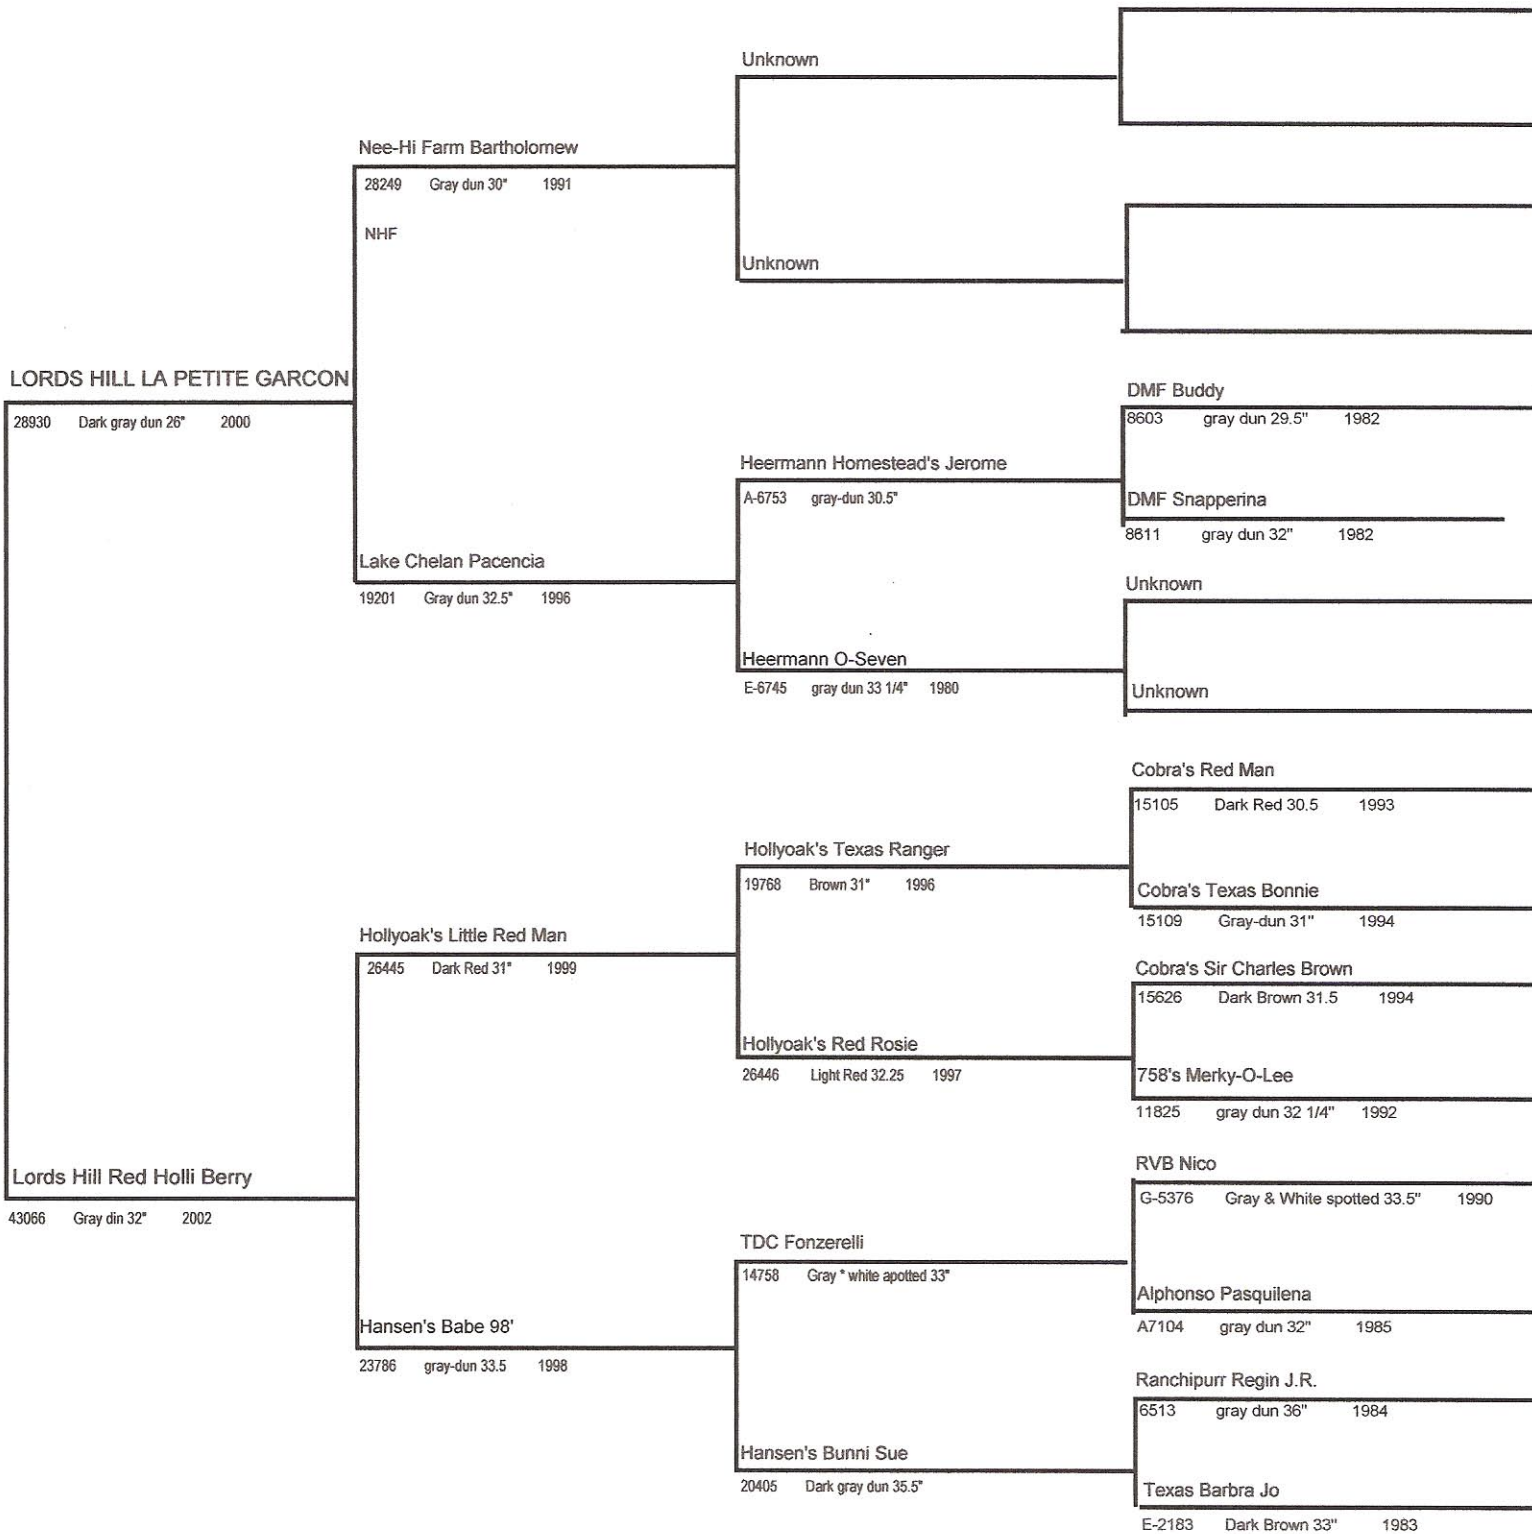 Unknown
Nee-Hi Farm Bartholomew
28249 Gray dun 30" 1991
NHF
Unknown
LORDS HILL LA PETITE GARCON
28930 Dark gray dun 26" 2000
DMF Buddy
8603 gray dun 29.5" 1982
Heermann Homestead's Jerome
A-6753 gray-dun 30.5"
DMF Snapperina
8611 gray dun 32" 1982
Lake Chelan Pacencia
19201 Gray dun 32.5" 1996
Unknown
Heermann O-Seven
E-6745 gray dun 33 1/4" 1980
Unknown
Cobra's Red Man
15105 Dark Red 30.5 1993
Hollyoak's Texas Ranger
19768 Brown 31" 1996
Cobra's Texas Bonnie
15109 Gray-dun 31" 1994
Hollyoak's Little Red Man
26445 Dark Red 31" 1999
Cobra's Sir Charles Brown
15626 Dark Brown 31.5 1994
Hollyoak's Red Rosie
26446 Light Red 32.25 1997
758's Merky-O-Lee
11825 gray dun 32 1/4" 1992
Lords Hill Red Holli Berry
43066 Gray din 32" 2002
RVB Nico
G-5376 Gray & White spotted 33.5" 1990
TDC Fonzerelli
14758 Gray * white apotted 33"
Alphonso Pasquilena
A7104 gray dun 32" 1985
Hansen's Babe 98'
23786 gray-dun 33.5 1998
Ranchipurr Regin J.R.
6513 gray dun 36" 1984
Hansen's Bunni Sue
20405 Dark gray dun 35.5"
Texas Barbra Jo
E-2183 Dark Brown 33" 1983